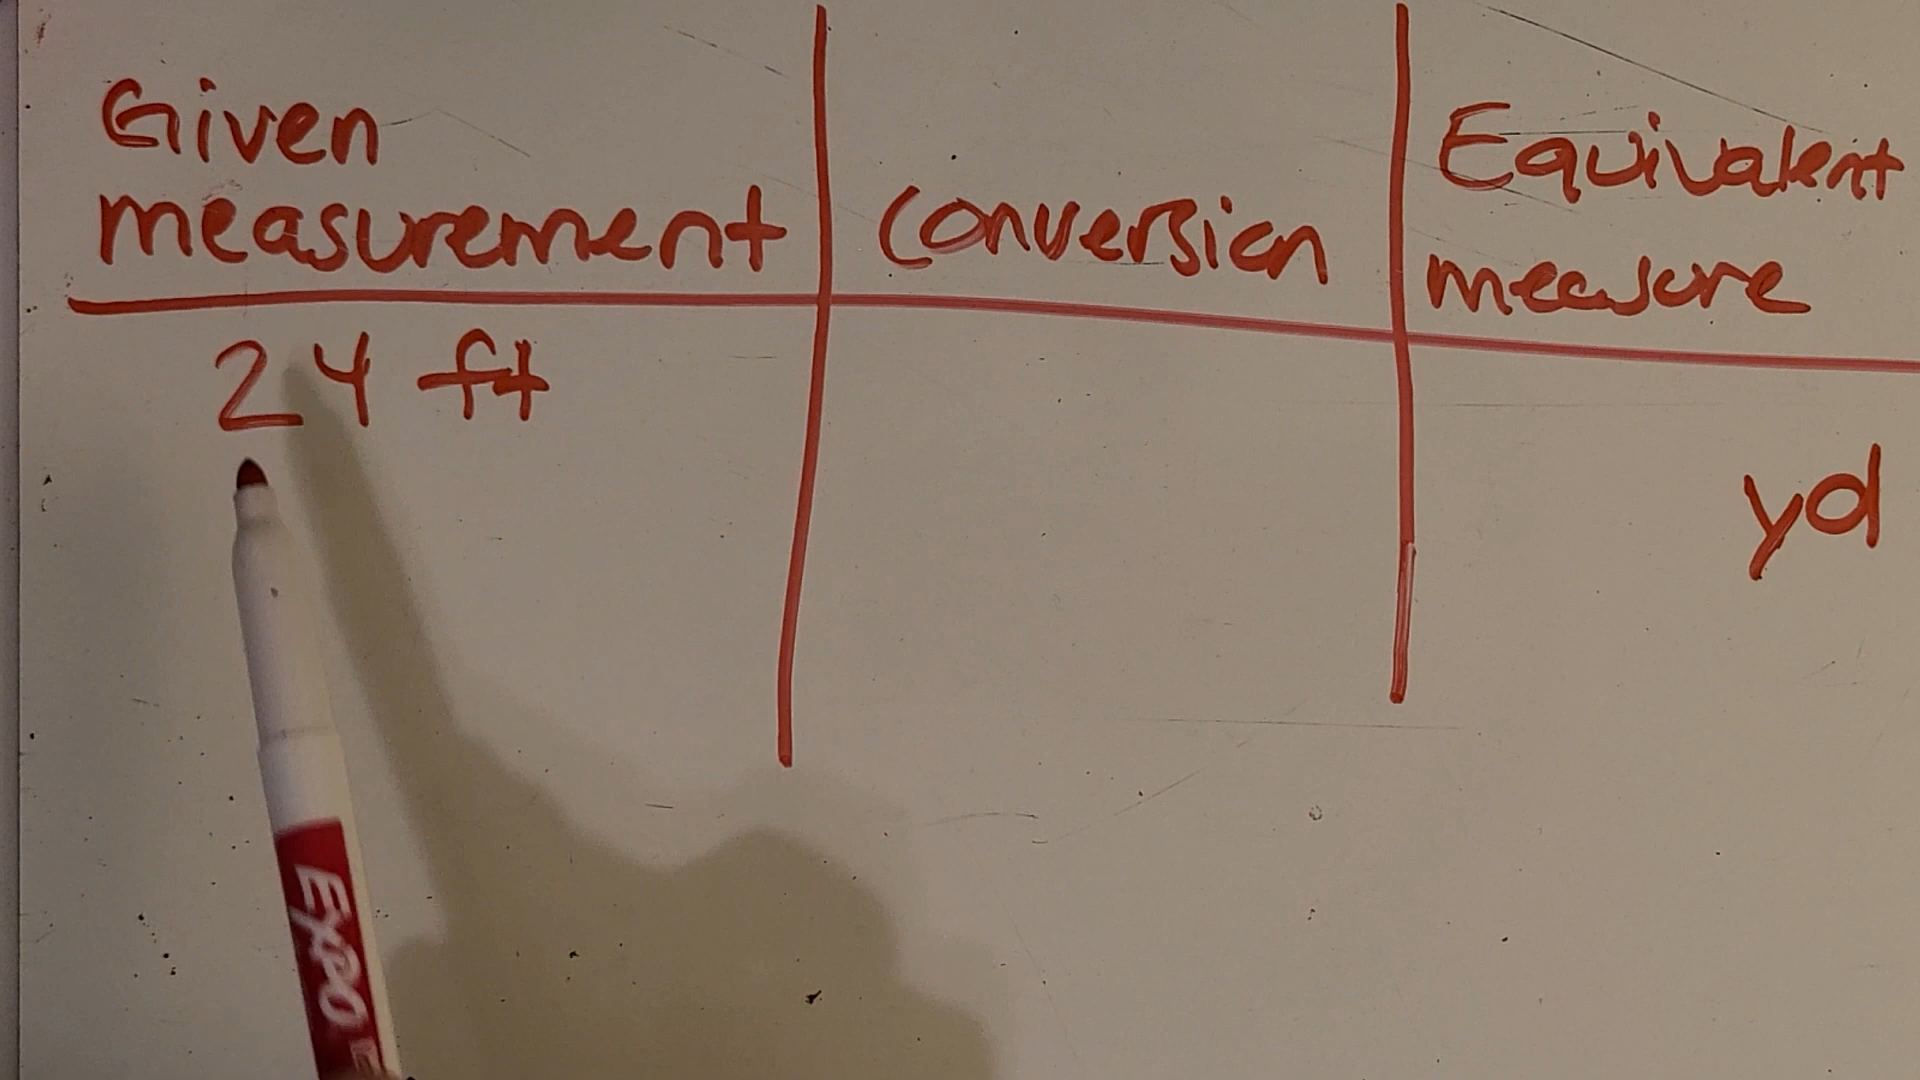 Given
measurement
Conversion
Equivalent
measure
24 ft
yd
Expo